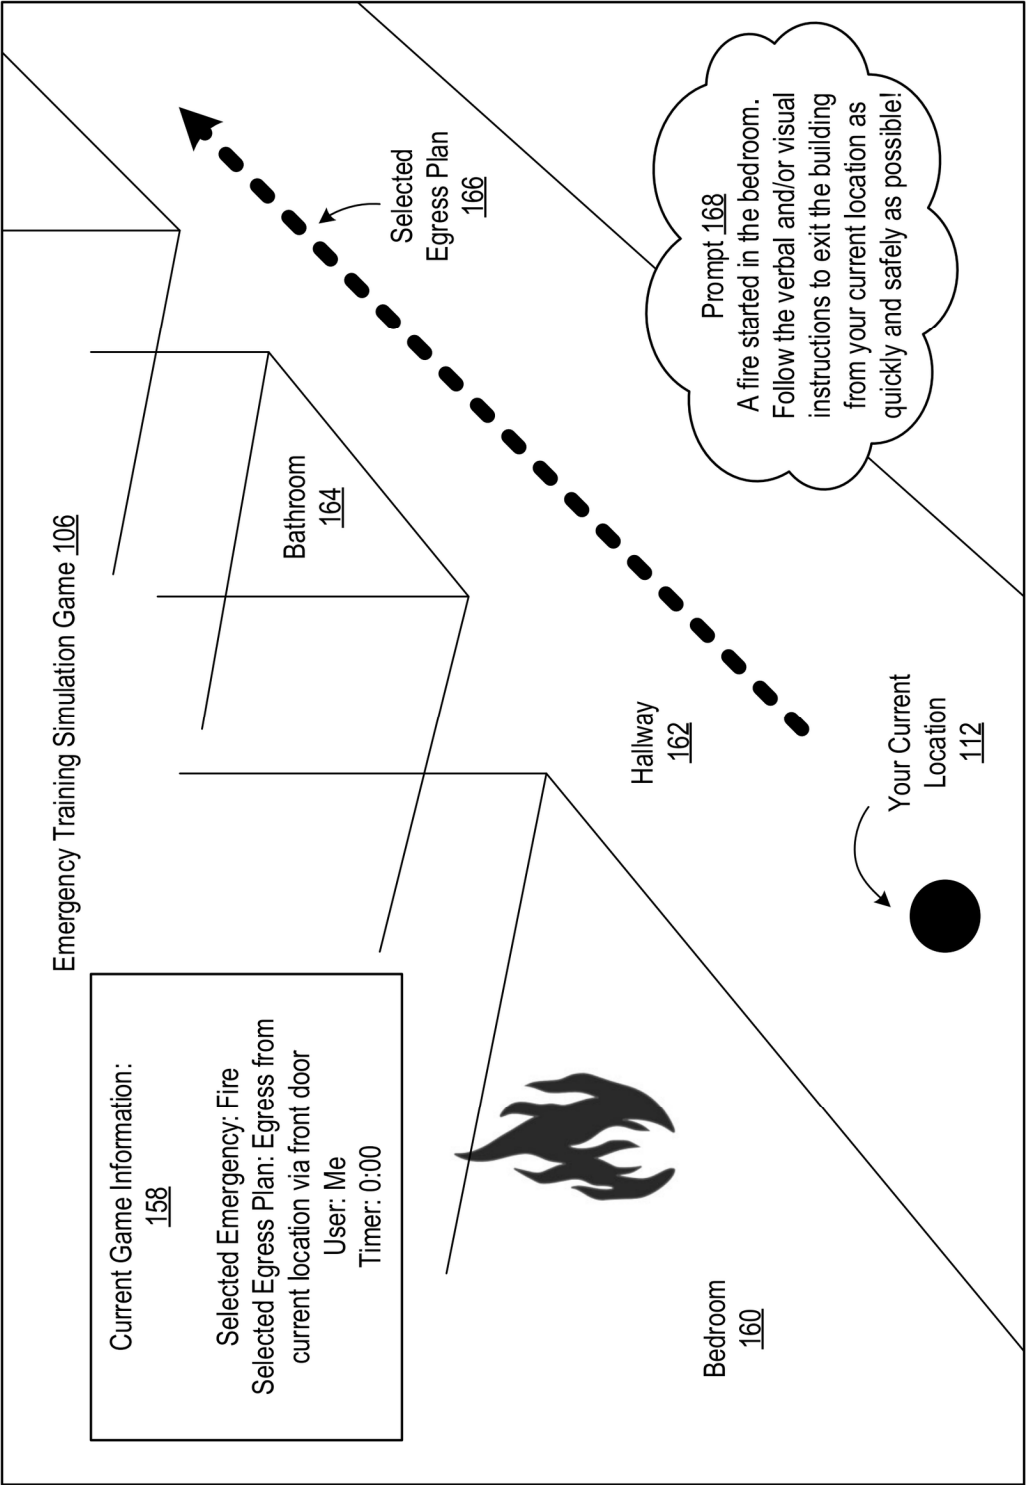 Emergency Training Simulation Game 106
Current Game Information:
158
Selected Emergency: Fire
Selected Egress Plan: Egress from
current location via front door
User: Me
Timer: 0:00
Bathroom
164
Selected
Egress Plan
166
Hallway
162
Bedroom
160
Your Current
Location
112
Prompt 168
A fire started in the bedroom.
Follow the verbal and/or visual
instructions to exit the building
from your current location as
quickly and safely as possible!